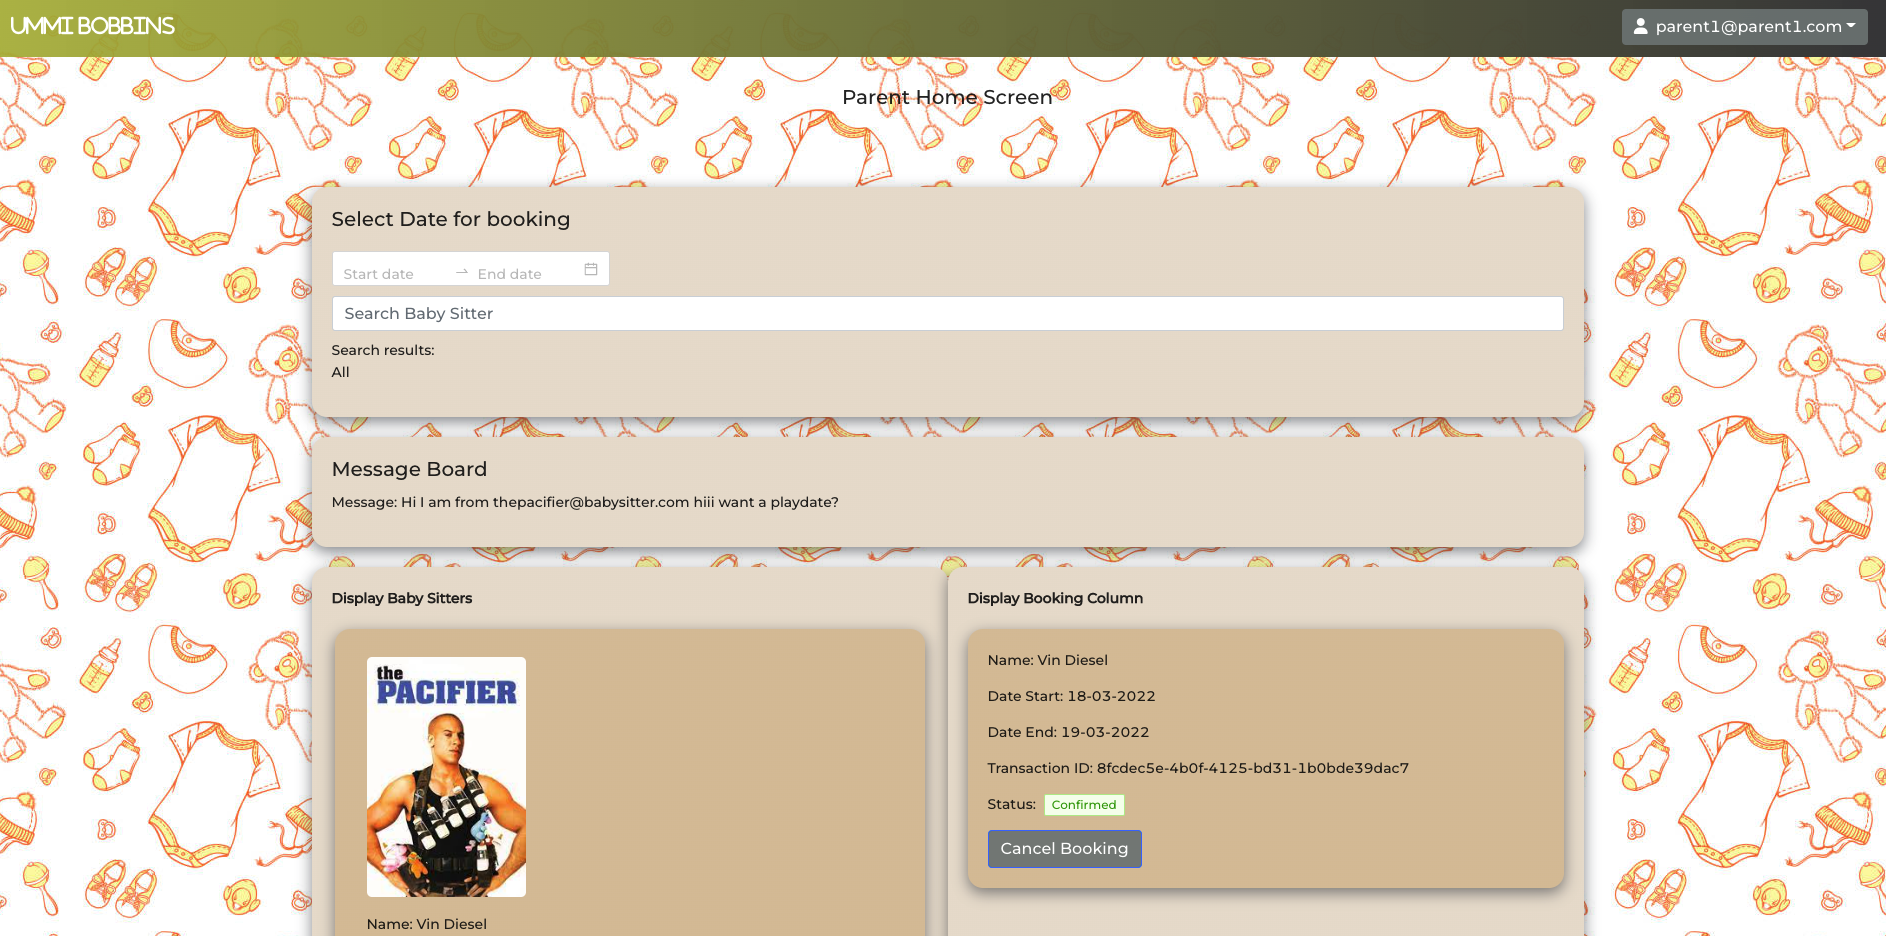 UMMI BOBBINS
parent1@parent1.com
Parent Home Screen
Select Date for booking
Start date → End date
Search Baby Sitter
Search results:
All
Message Board
Message: Hi I am from thepacifier@babysitter.com hiii want a playdate?
Display Baby Sitters
the
PACIFIER
Name: Vin Diesel
Display Booking Column
Name: Vin Diesel
Date Start: 18-03-2022
Date End: 19-03-2022
Transaction ID: 8fcdec5e-4b0f-4125-bd31-1b0bde39dac7
Status: Confirmed
Cancel Booking